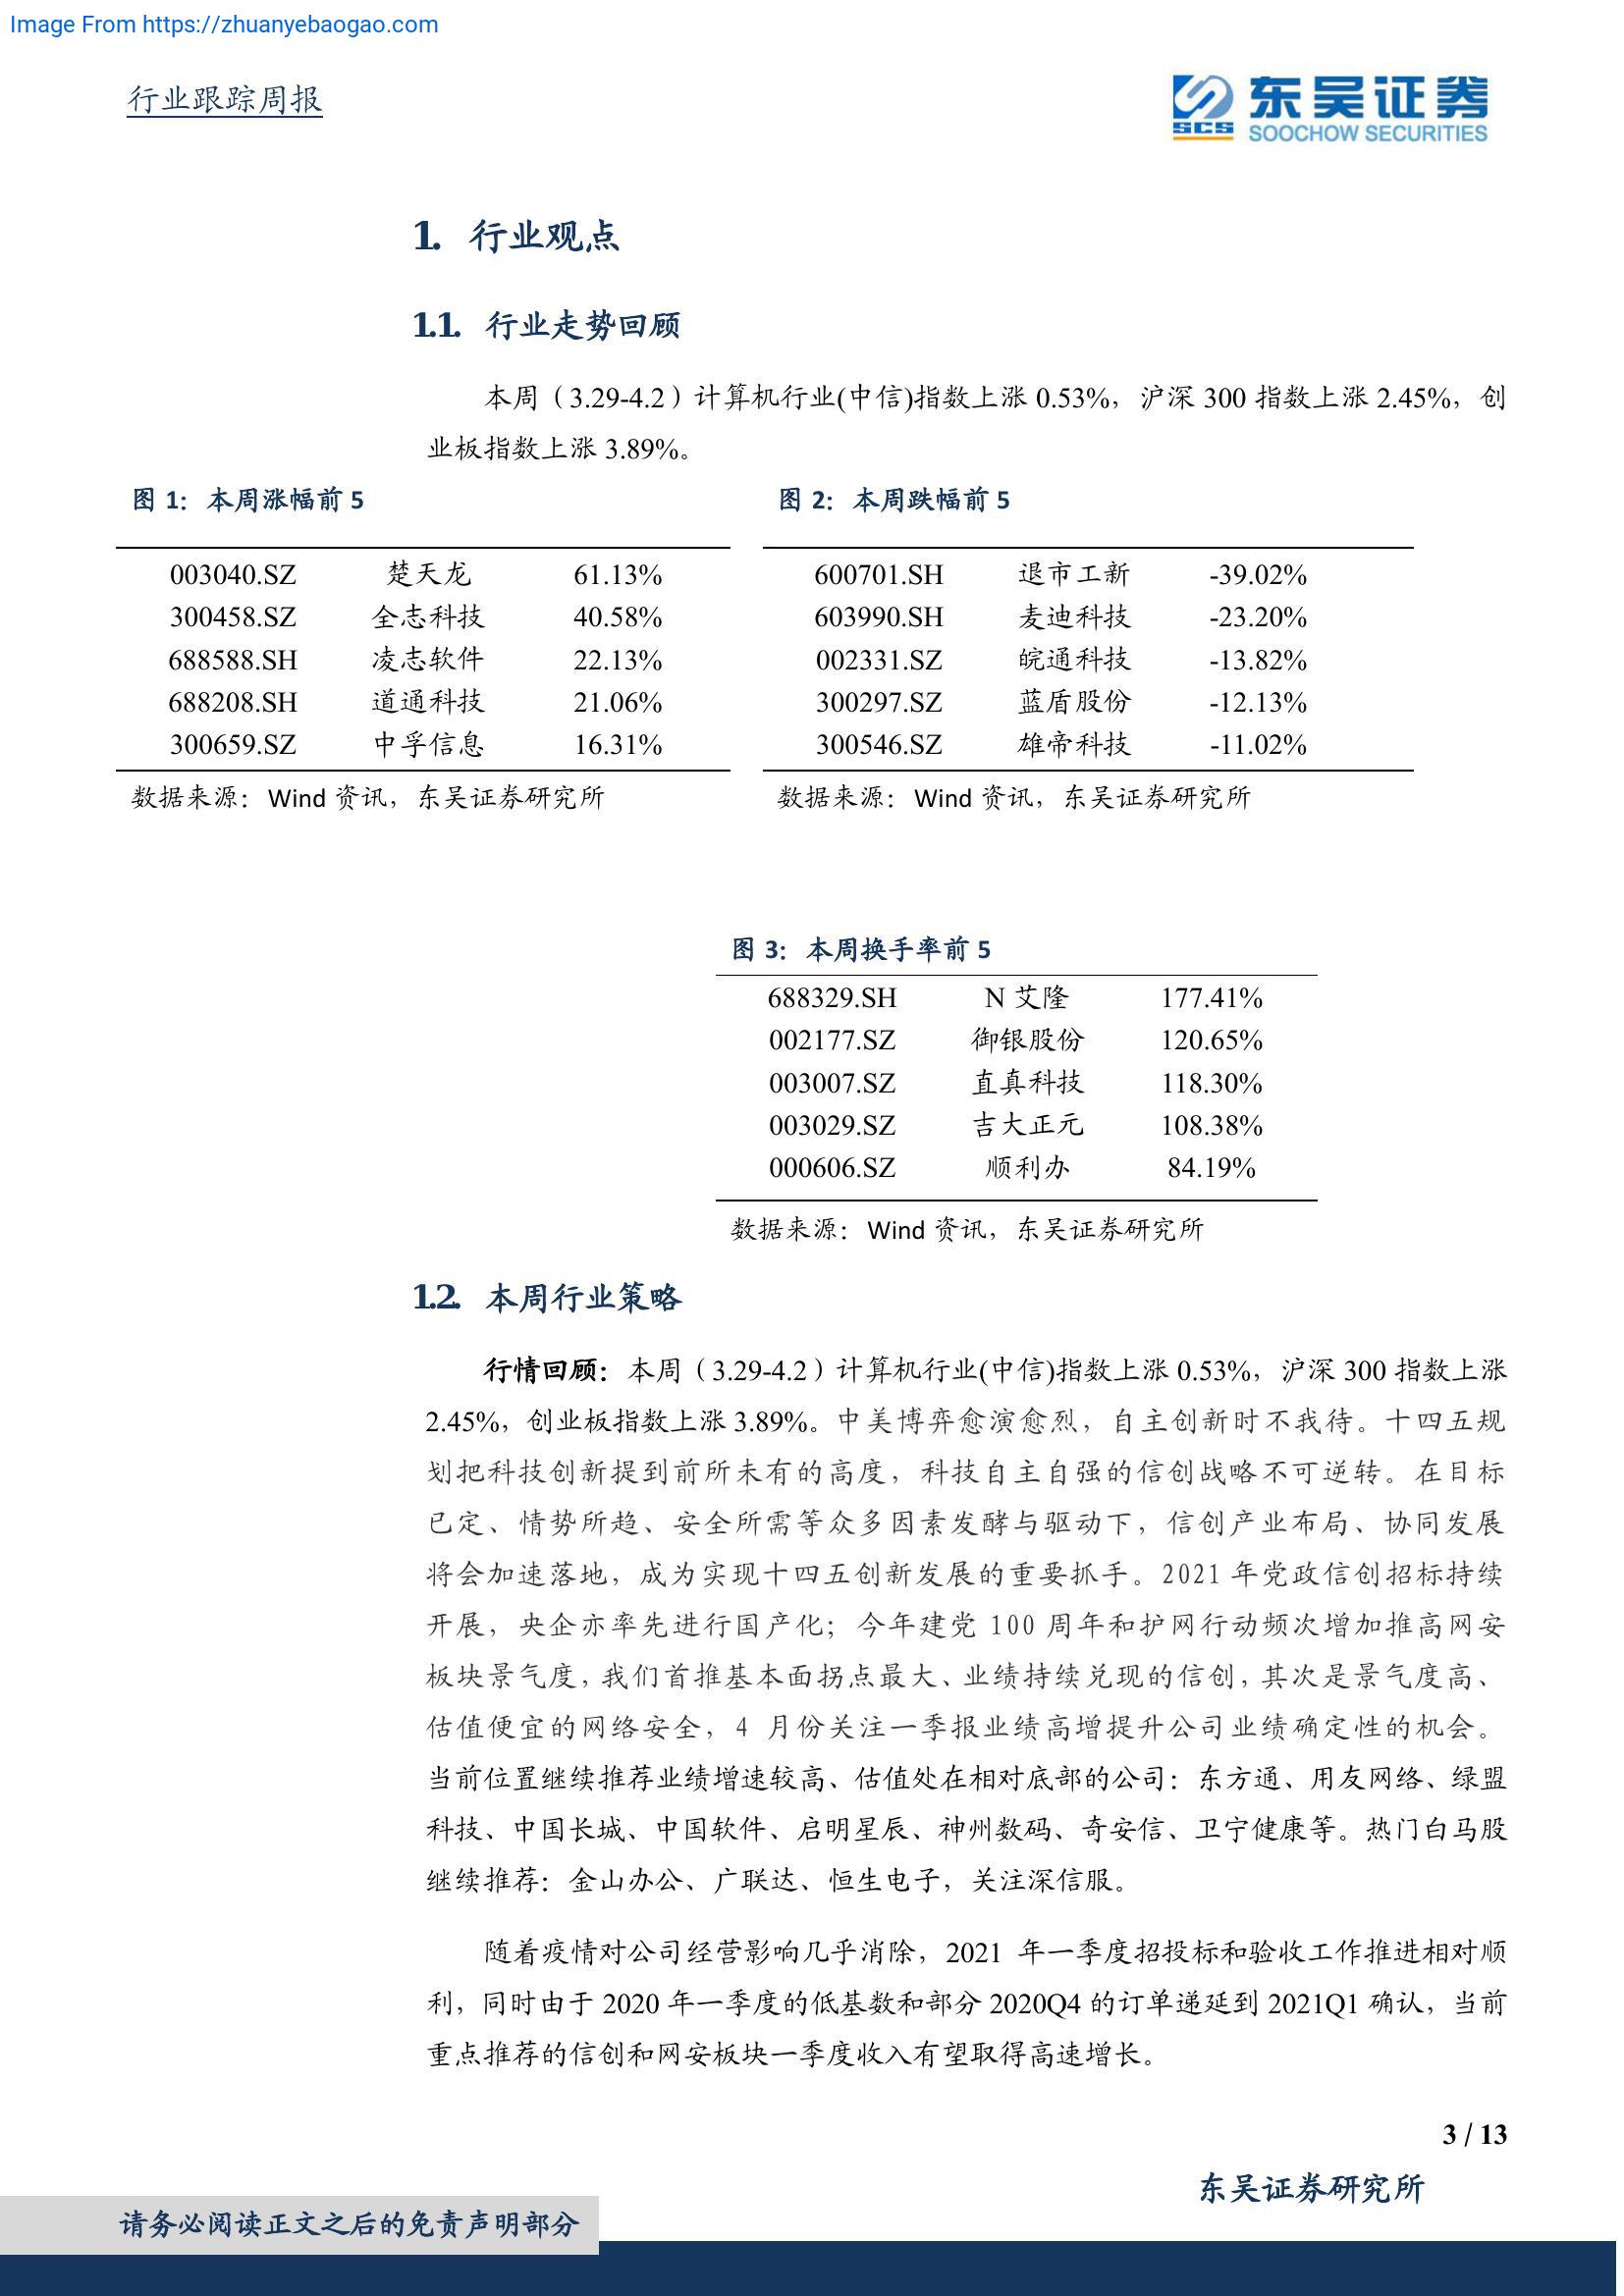 Image From https://zhuanyebaogao.com
行业跟踪周报
东吴证券
SCS
SOOCHOW SECURITIES
1. 行业观点
1.1. 行业走势回顾
本周（3.29-4.2）计算机行业(中信)指数上涨 0.53%，沪深 300 指数上涨 2.45%，创
业板指数上涨 3.89%。
图 1：本周涨幅前 5
003040.SZ 楚天龙 61.13%
300458.SZ 全志科技 40.58%
688588.SH 凌志软件 22.13%
688208.SH 道通科技 21.06%
300659.SZ 中孚信息 16.31%
数据来源：Wind 资讯，东吴证券研究所
图 2：本周跌幅前 5
600701.SH 退市工新 -39.02%
603990.SH 麦迪科技 -23.20%
002331.SZ 皖通科技 -13.82%
300297.SZ 蓝盾股份 -12.13%
300546.SZ 雄帝科技 -11.02%
数据来源：Wind 资讯，东吴证券研究所
图 3：本周换手率前 5
688329.SH N 艾隆 177.41%
002177.SZ 御银股份 120.65%
003007.SZ 直真科技 118.30%
003029.SZ 吉大正元 108.38%
000606.SZ 顺利办 84.19%
数据来源：Wind 资讯，东吴证券研究所
1.2. 本周行业策略
行情回顾：本周（3.29-4.2）计算机行业(中信)指数上涨 0.53%，沪深 300 指数上涨
2.45%，创业板指数上涨 3.89%。中美博弈愈演愈烈，自主创新时不我待。十四五规
划把科技创新提到前所未有的高度，科技自主自强的信创战略不可逆转。在目标
已定、情势所趋、安全所需等众多因素发酵与驱动下，信创产业布局、协同发展
将会加速落地，成为实现十四五创新发展的重要抓手。2021 年党政信创招标持续
开展，央企亦率先进行国产化；今年建党 100 周年和护网行动频次增加推高网安
板块景气度，我们首推基本面拐点最大、业绩持续兑现的信创，其次是景气度高、
估值便宜的网络安全，4 月份关注一季报业绩高增提升公司业绩确定性的机会。
当前位置继续推荐业绩增速较高、估值处在相对底部的公司：东方通、用友网络、绿盟
科技、中国长城、中国软件、启明星辰、神州数码、奇安信、卫宁健康等。热门白马股
继续推荐：金山办公、广联达、恒生电子，关注深信服。
随着疫情对公司经营影响几乎消除，2021 年一季度招投标和验收工作推进相对顺
利，同时由于 2020 年一季度的低基数和部分 2020Q4 的订单递延到 2021Q1 确认，当前
重点推荐的信创和网安板块一季度收入有望取得高速增长。
3 / 13
东吴证券研究所
请务必阅读正文之后的免责声明部分